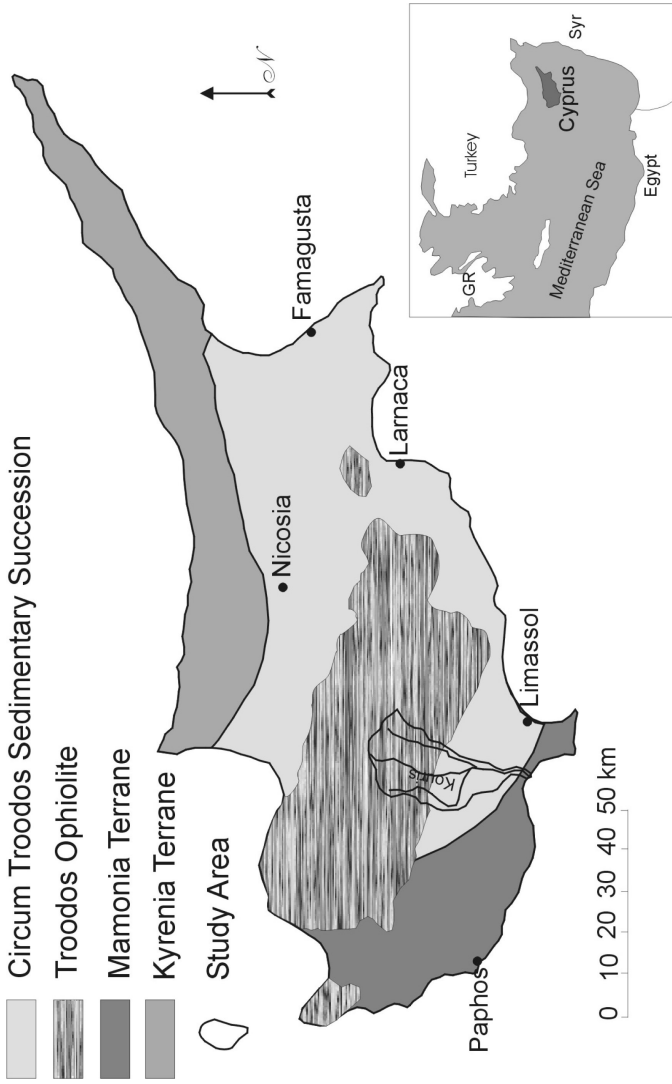 Circum Troodos Sedimentary Succession
Troodos Ophiolite
Mamonia Terrane
Kyrenia Terrane
Study Area
N
Nicosia
Famagusta
Larnaca
Limassol
Paphos
Kouris
0 10 20 30 40 50 km
GR
Turkey
Syr
Cyprus
Mediterranean Sea
Egypt